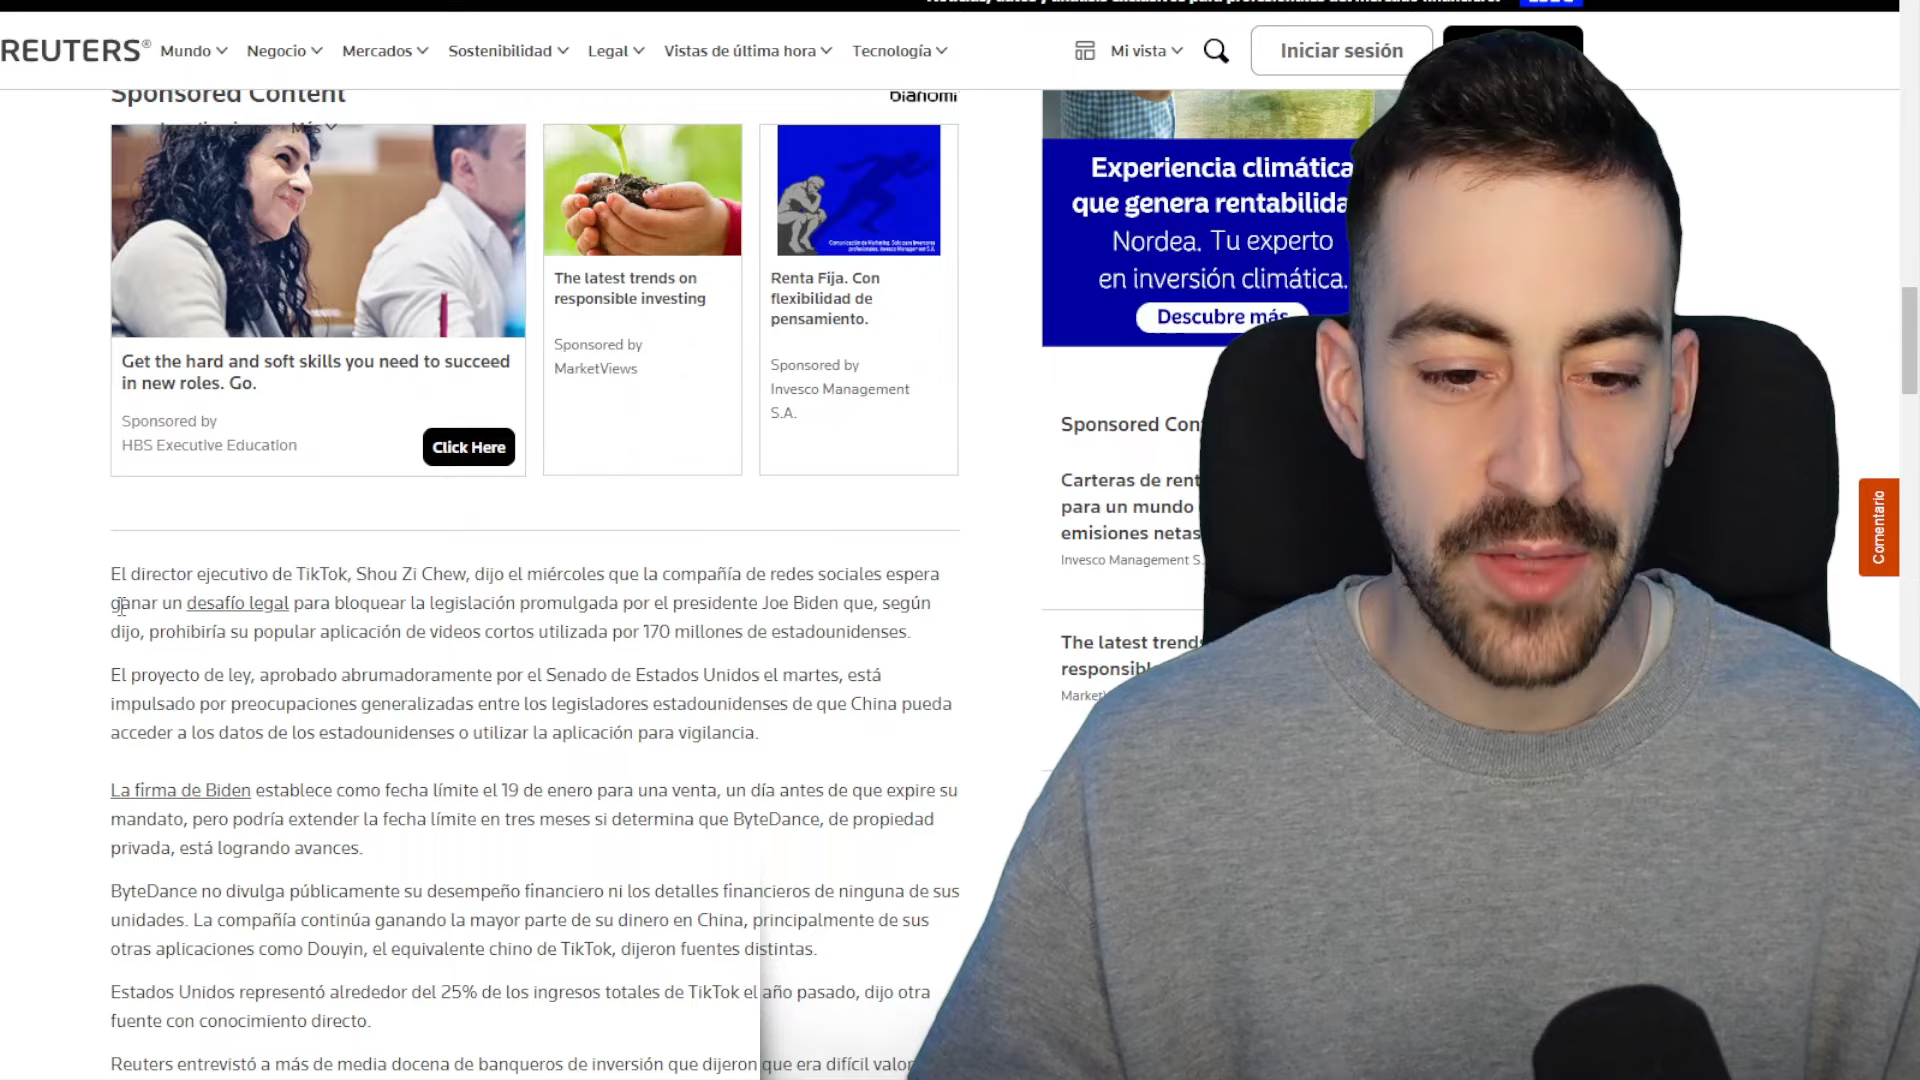 REUTERS®
Mundo
Negocio
Mercados
Sostenibilidad
Legal
Vistas de última hora
Tecnología
Mi vista
Iniciar sesión
Sponsored Content
Más
Get the hard and soft skills you need to succeed
in new roles. Go.
Sponsored by
HBS Executive Education
Click Here
The latest trends on
responsible investing
Sponsored by
MarketViews
Renta Fija. Con
flexibilidad de
pensamiento.
Sponsored by
Invesco Management
S.A.
El director ejecutivo de TikTok, Shou Zi Chew, dijo el miércoles que la compañía de redes sociales espera
ganar un desafío legal para bloquear la legislación promulgada por el presidente Joe Biden que, según
dijo, prohibiría su popular aplicación de videos cortos utilizada por 170 millones de estadounidenses.
El proyecto de ley, aprobado abrumadoramente por el Senado de Estados Unidos el martes, está
impulsado por preocupaciones generalizadas entre los legisladores estadounidenses de que China pueda
acceder a los datos de los estadounidenses o utilizar la aplicación para vigilancia.
La firma de Biden establece como fecha límite el 19 de enero para una venta, un día antes de que expire su
mandato, pero podría extender la fecha límite en tres meses si determina que ByteDance, de propiedad
privada, está logrando avances.
ByteDance no divulga públicamente su desempeño financiero ni los detalles financieros de ninguna de sus
unidades. La compañía continúa ganando la mayor parte de su dinero en China, principalmente de sus
otras aplicaciones como Douyin, el equivalente chino de TikTok, dijeron fuentes distintas.
Estados Unidos representó alrededor del 25% de los ingresos totales de TikTok el año pasado, dijo otra
fuente con conocimiento directo.
Reuters entrevistó a más de media docena de banqueros de inversión que dijeron que era difícil
Experiencia climática
que genera
Nordea. Tu experto
en inversión climática.
Descubre más
Sponsored
Carteras de
para un mundo
emisiones netas
Invesco Management
The latest
Comentario